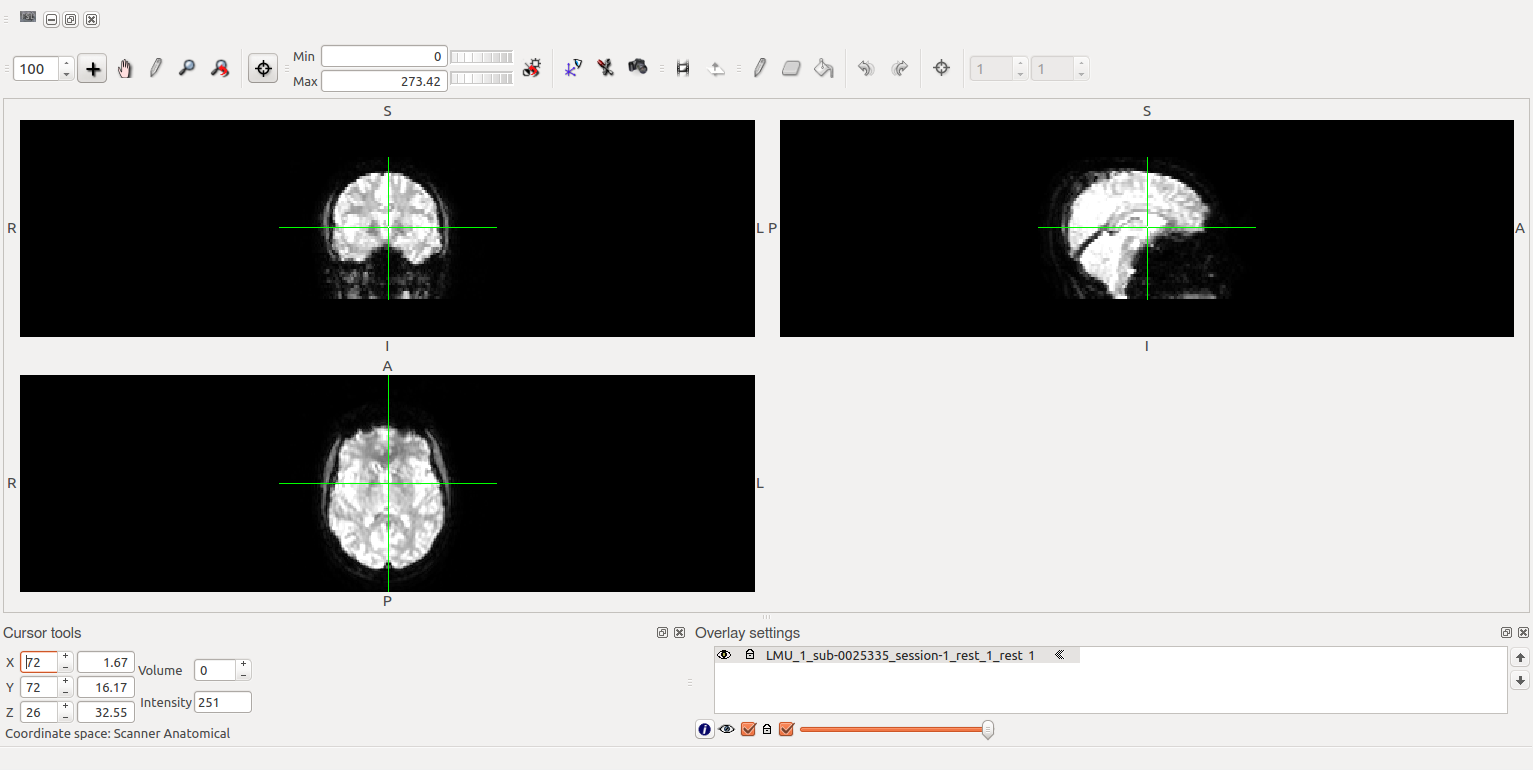 100
Min 0
Max 273.42
1 1
S S
R L P A
I I
A
R L
P
Cursor tools
Overlay settings
X 72 1.67
Volume 0
Y 72 16.17
Intensity 251
Z 26 32.55
Coordinate space: Scanner Anatomical
LMU_1_sub-0025335_session-1_rest_1_rest 1